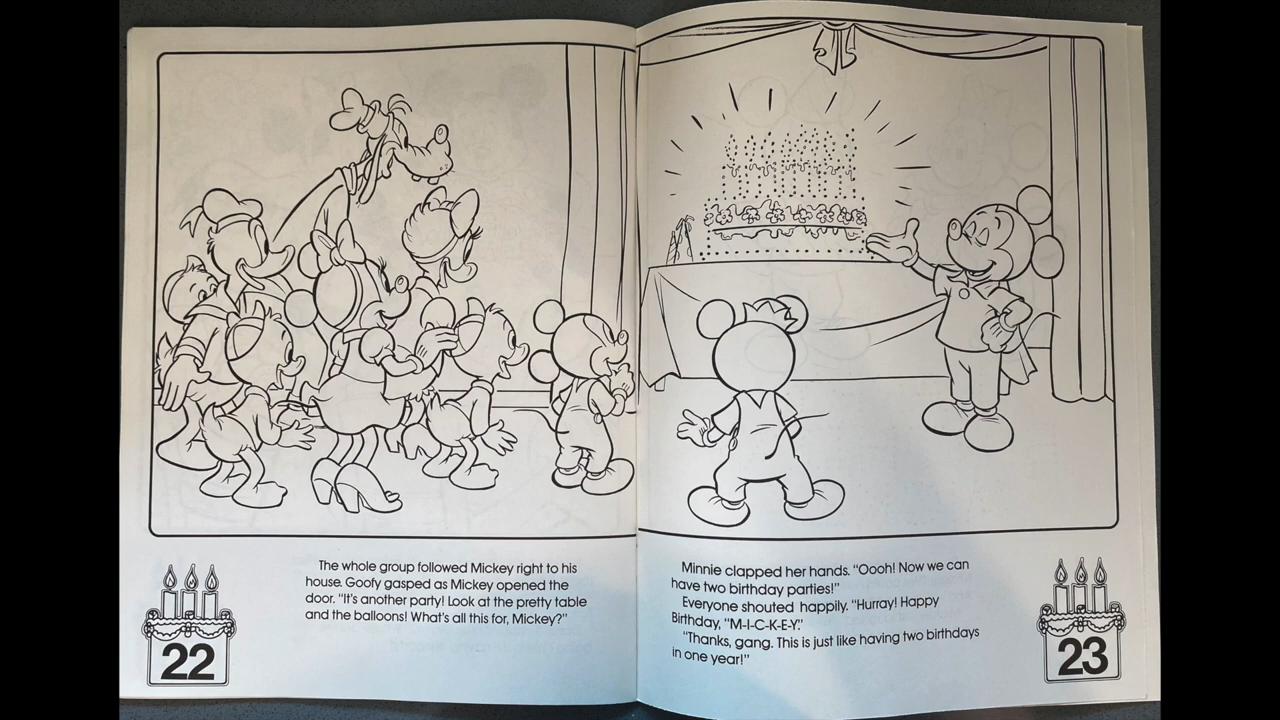 The whole group followed Mickey right to his
house. Goofy gasped as Mickey opened the
door. “It's another party! Look at the pretty table
and the balloons! What's all this for, Mickey?”
22
Minnie clapped her hands. “Oooh! Now we can
have two birthday parties!”
Everyone shouted happily. “Hurray! Happy
Birthday, “M-I-C-K-E-Y.”
“Thanks, gang. This is just like having two birthdays
in one year!”
23